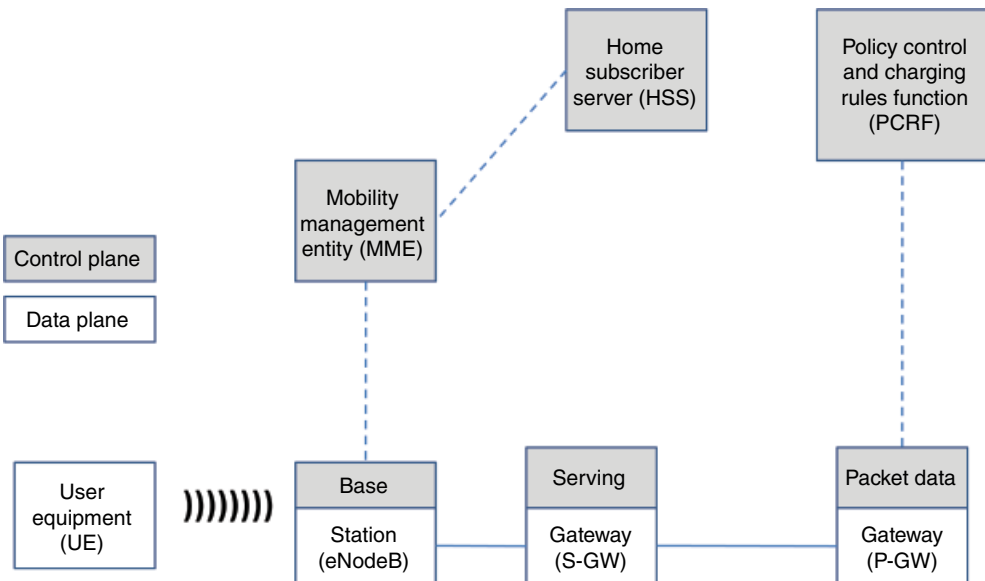 Home
subscriber
server (HSS)
Policy control
and charging
rules function
(PCRF)
Mobility
management
entity (MME)
Control plane
Data plane
User
equipment
(UE)
Base
Station
(eNodeB)
Serving
Gateway
(S-GW)
Packet data
Gateway
(P-GW)